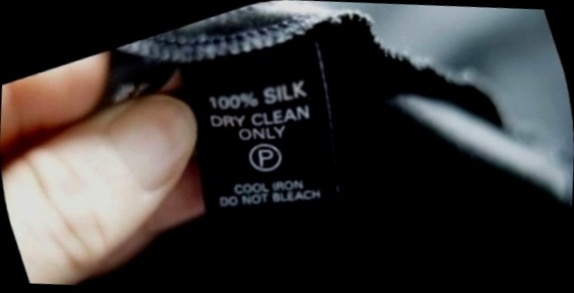 100% SILK
DRY CLEAN
ONLY
P
COOL IRON
DO NOT BLEACH